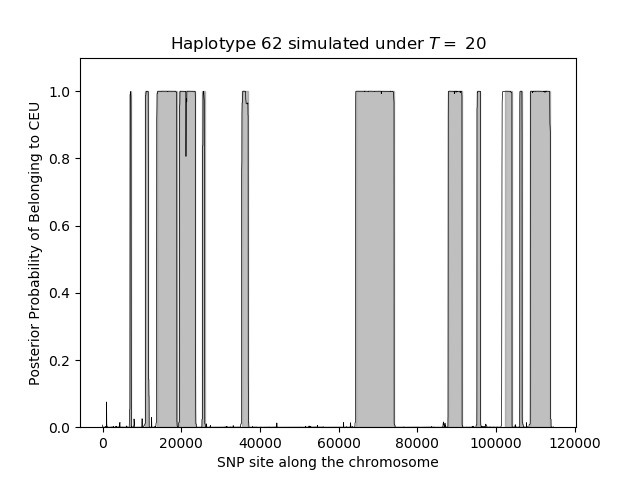 Haplotype 62 simulated under T = 20
Posterior Probability of Belonging to CEU
1.0
0.8
0.6
0.4
0.2
0.0
0 20000 40000 60000 80000 100000 120000
SNP site along the chromosome